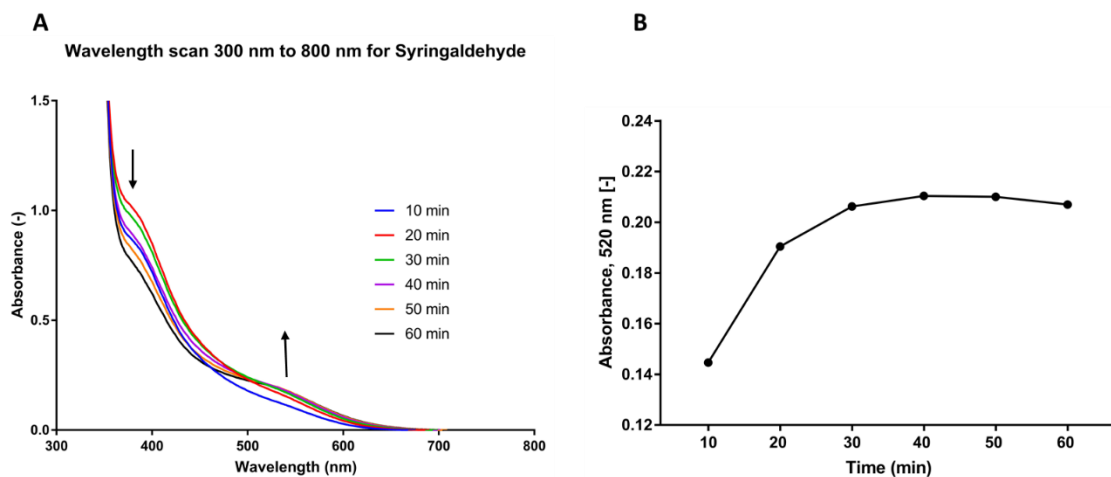 A
Wavelength scan 300 nm to 800 nm for Syringaldehyde
1.5
1.0
0.5
0.0
Absorbance (-)
300
400
500
600
700
800
Wavelength (nm)
10 min
20 min
30 min
40 min
50 min
60 min
B
0.24
0.22
0.20
0.18
0.16
0.14
0.12
Absorbance, 520 nm [-]
10
20
30
40
50
60
Time (min)